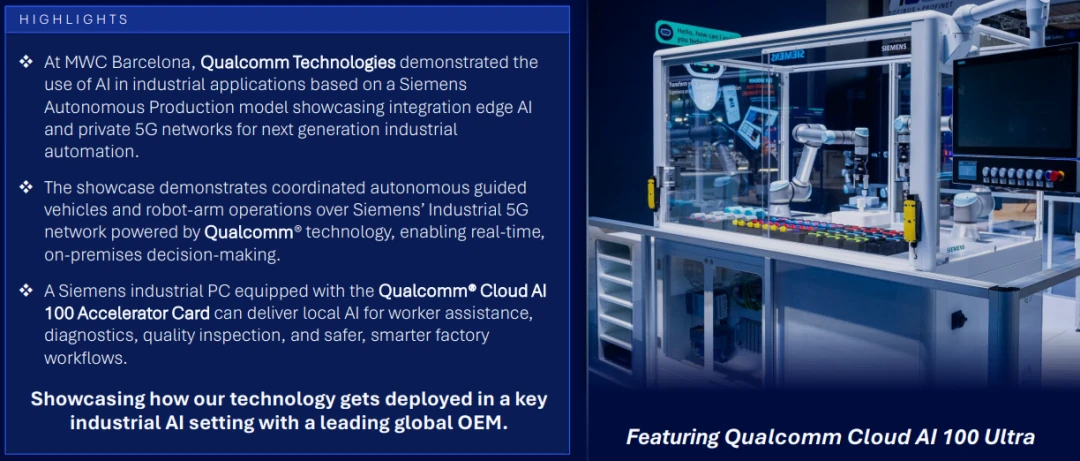 HIGHLIGHTS
❖ At MWC Barcelona, Qualcomm Technologies demonstrated the
use of AI in industrial applications based on a Siemens
Autonomous Production model showcasing integration edge AI
and private 5G networks for next generation industrial
automation.
❖ The showcase demonstrates coordinated autonomous guided
vehicles and robot-arm operations over Siemens’ Industrial 5G
network powered by Qualcomm® technology, enabling real-time,
on-premises decision-making.
❖ A Siemens industrial PC equipped with the Qualcomm® Cloud AI
100 Accelerator Card can deliver local AI for worker assistance,
diagnostics, quality inspection, and safer, smarter factory
workflows.
Showcasing how our technology gets deployed in a key
industrial AI setting with a leading global OEM.
Hello, how can I
SIEMENS
SIEMENS
SIEMENS
Featuring Qualcomm Cloud AI 100 Ultra